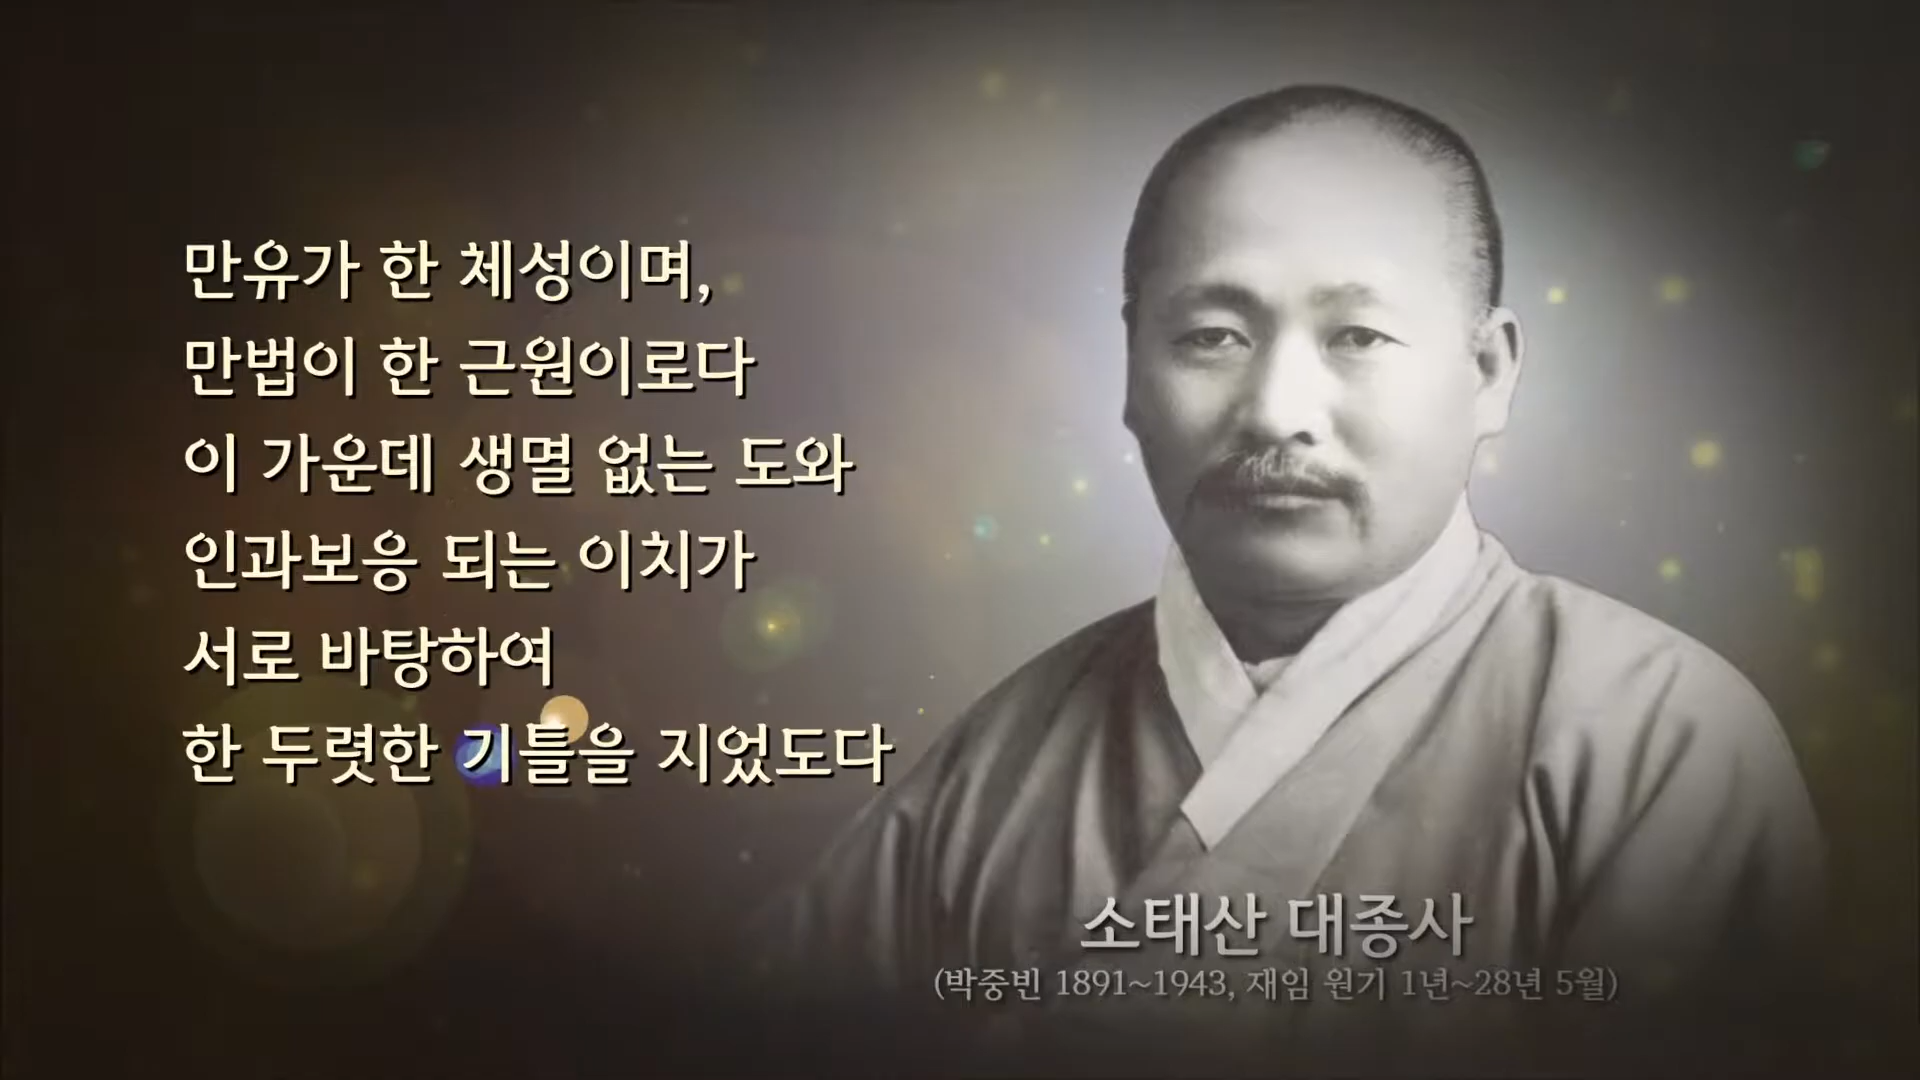 만유가 한 체성이며,
만법이 한 근원이로다
이 가운데 생멸 없는 도와
인과보응 되는 이치가
서로 바탕하여
한 두렷한 기틀을 지었도다
소태산 대종사
(박중빈 1891~1943, 재임 원기 1년~28년 5월)